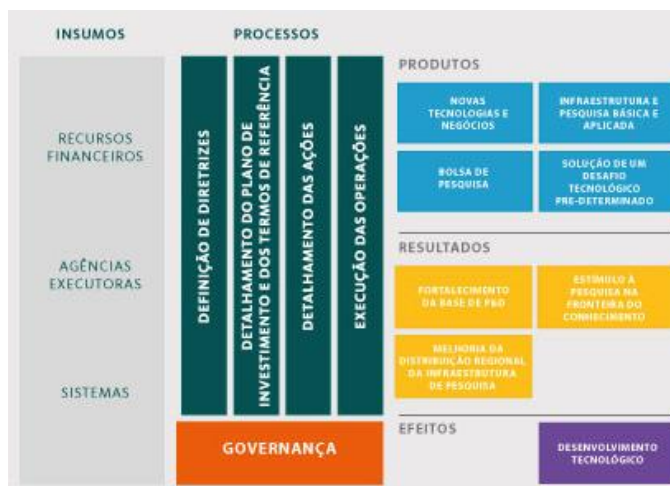 INSUMOS
RECURSOS
FINANCEIROS
AGÊNCIAS
EXECUTORAS
SISTEMAS
PROCESSOS
DEFINIÇÃO DE DIRETRIZES
DETALHAMENTO DO PLANO DE
INVESTIMENTO E DOS TERMOS DE REFERÊNCIA
DETALHAMENTO DAS AÇÕES
EXECUÇÃO DAS OPERAÇÕES
GOVERNANÇA
PRODUTOS
NOVAS
TECNOLOGIAS E
NEGÓCIOS
INFRAESTRUTURA E
PESQUISA BÁSICA E
APLICADA
BOLSA DE
PESQUISA
SOLUÇÃO DE UM
DESAFIO
TECNOLÓGICO
PRE-DETERMINADO
RESULTADOS
FORTALECIMENTO
DA BASE DE P&D
ESTÍMULO À
PESQUISA NA
FRONTEIRA DO
CONHECIMENTO
MELHORIA DA
DISTRIBUIÇÃO REGIONAL
DA INFRAESTRUTURA
DE PESQUISA
EFEITOS
DESENVOLVIMENTO
TECNOLÓGICO